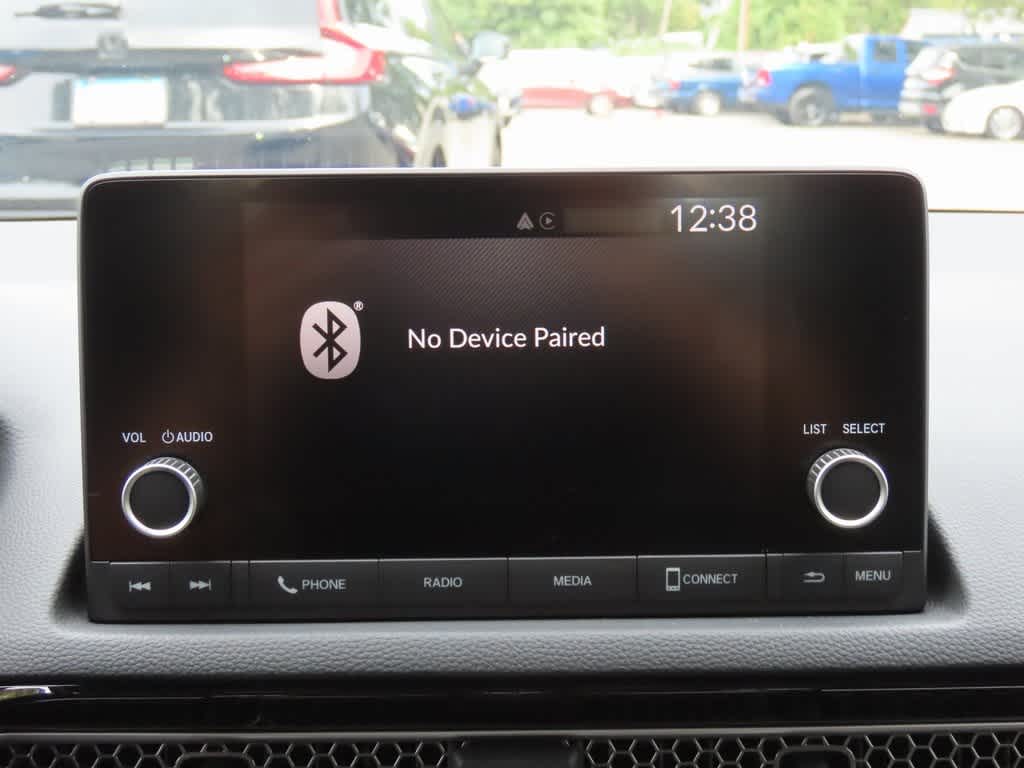 12:38
®
No Device Paired
VOL AUDIO
LIST SELECT
PHONE
RADIO
MEDIA
CONNECT
MENU